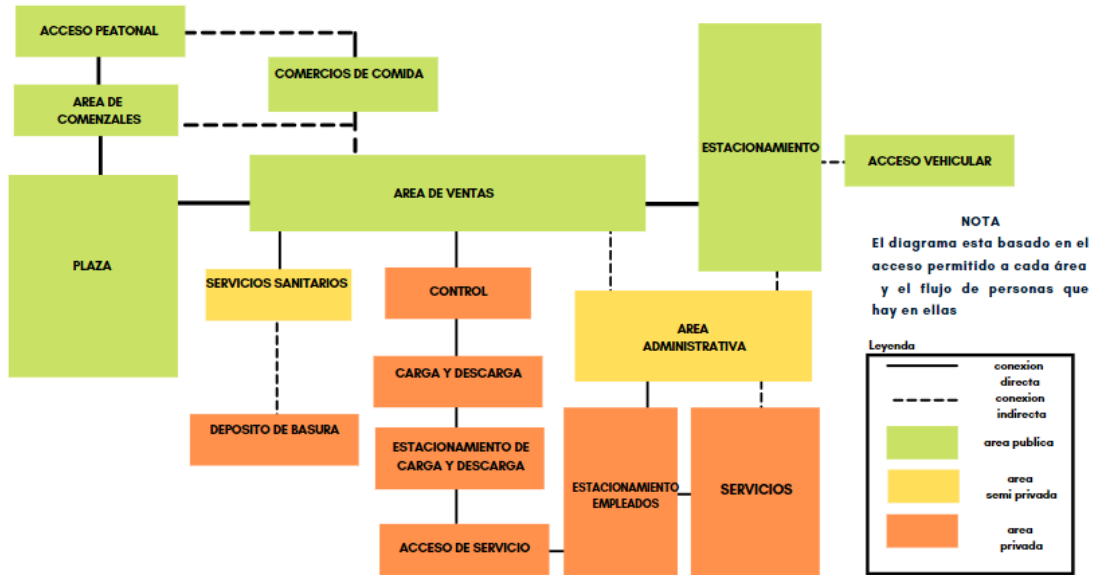 ACCESO PEATONAL
COMERCIOS DE COMIDA
AREA DE
COMENZALES
ESTACIONAMIENTO
ACCESO VEHICULAR
AREA DE VENTAS
PLAZA
NOTA
El diagrama esta basado en el
acceso permitido a cada área
y el flujo de personas que
hay en ellas
SERVICIOS SANITARIOS
CONTROL
AREA
ADMINISTRATIVA
CARGA Y DESCARGA
DEPOSITO DE BASURA
ESTACIONAMIENTO DE
CARGA Y DESCARGA
ESTACIONAMIENTO
EMPLEADOS
SERVICIOS
ACCESO DE SERVICIO
Leyenda
conexion
directa
conexion
indirecta
area publica
area
semi privada
area
privada